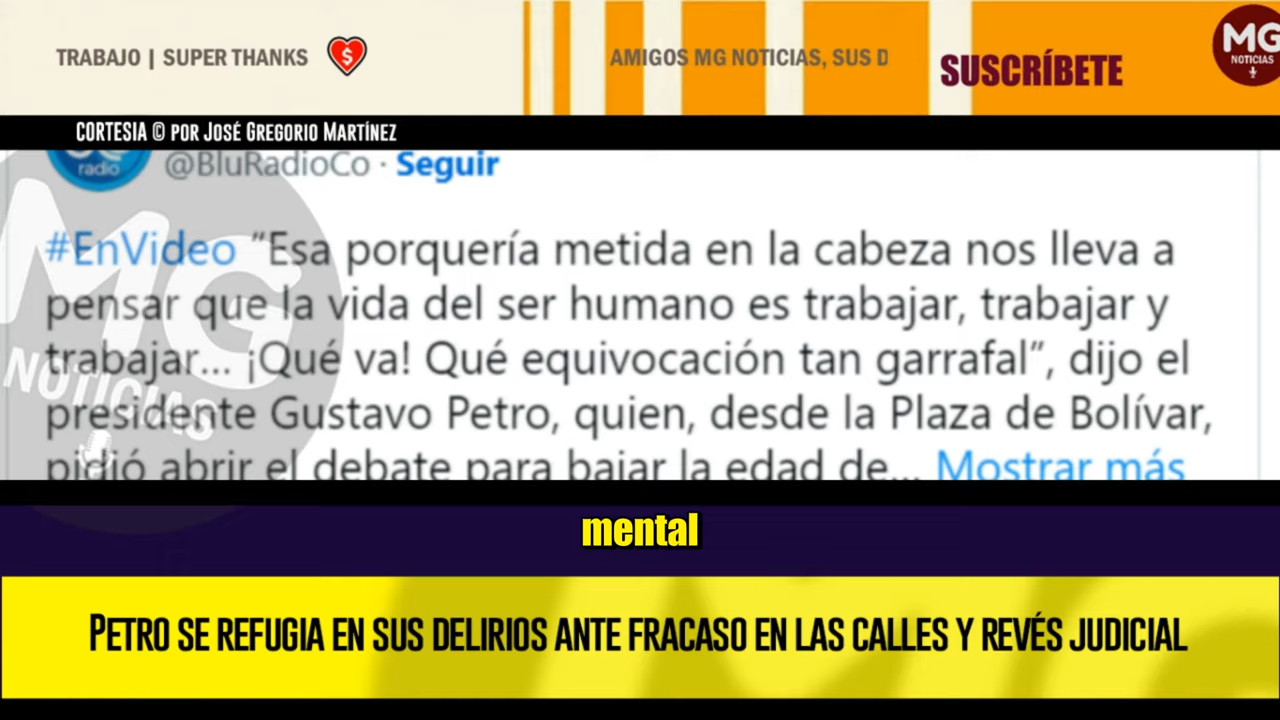 TRABAJO | SUPER THANKS
AMIGOS MG NOTICIAS, SUS D
SUSCRÍBETE
MG
NOTICIAS
CORTESIA © POR JOSÉ GREGORIO MARTÍNEZ
radio
@BluRadioCo · Seguir
#EnVideo “Esa porquería metida en la cabeza nos lleva a
pensar que la vida del ser humano es trabajar, trabajar y
trabajar... ¡Qué va! Qué equivocación tan garrafal”, dijo el
presidente Gustavo Petro, quien, desde la Plaza de Bolívar,
pidió abrir el debate para bajar la edad de... Mostrar más
MG
NOTICIAS
mental
PETRO SE REFUGIA EN SUS DELIRIOS ANTE FRACASO EN LAS CALLES Y REVÉS JUDICIAL